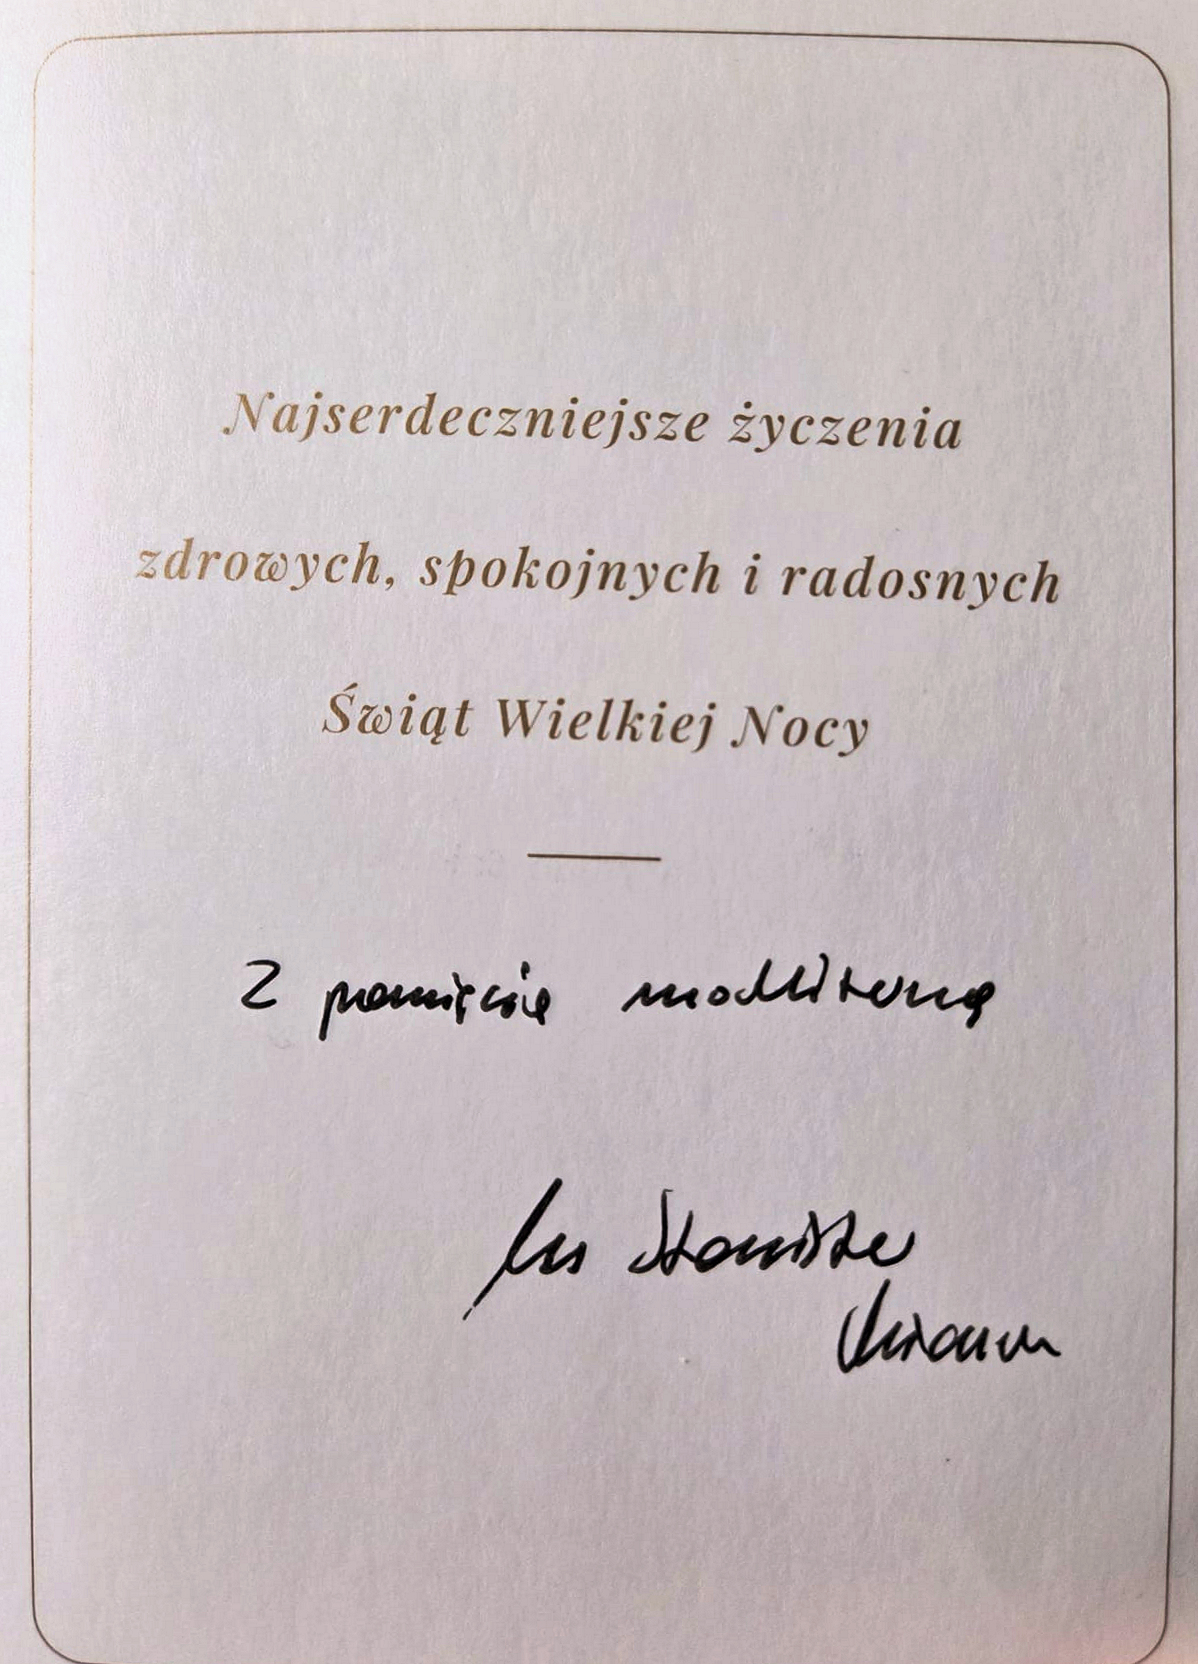 Najserdeczniejsze życzenia
zdrowych, spokojnych i radosnych
Świąt Wielkiej Nocy
Z pamięcią modlitewną